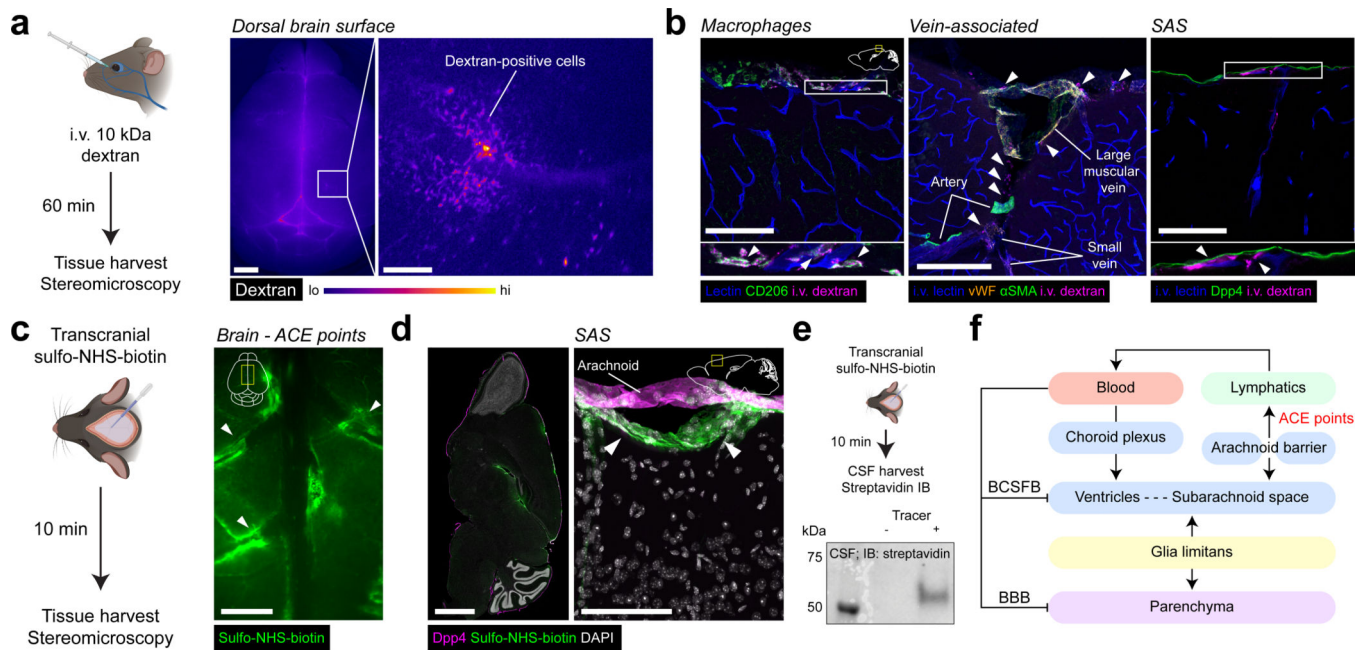 a
i.v. 10 kDa
dextran
60 min
Tissue harvest
Stereomicroscopy
Dorsal brain surface
Dextran-positive cells
Dextran
lo
hi
b
Macrophages
Vein-associated
SAS
Large
muscular
vein
Artery
Small
vein
Lectin CD206 i.v. dextran
i.v. lectin vWF αSMA i.v. dextran
i.v. lectin Dpp4 i.v. dextran
c
Transcranial
sulfo-NHS-biotin
10 min
Tissue harvest
Stereomicroscopy
Brain - ACE points
Sulfo-NHS-biotin
d
SAS
Arachnoid
Dpp4 Sulfo-NHS-biotin DAPI
e
Transcranial
sulfo-NHS-biotin
10 min
CSF harvest
Streptavidin IB
Tracer
kDa - +
75
CSF; IB: streptavidin
50
f
Blood
Lymphatics
ACE points
Choroid plexus
Arachnoid barrier
BCSFB
Ventricles - - - Subarachnoid space
Glia limitans
BBB
Parenchyma